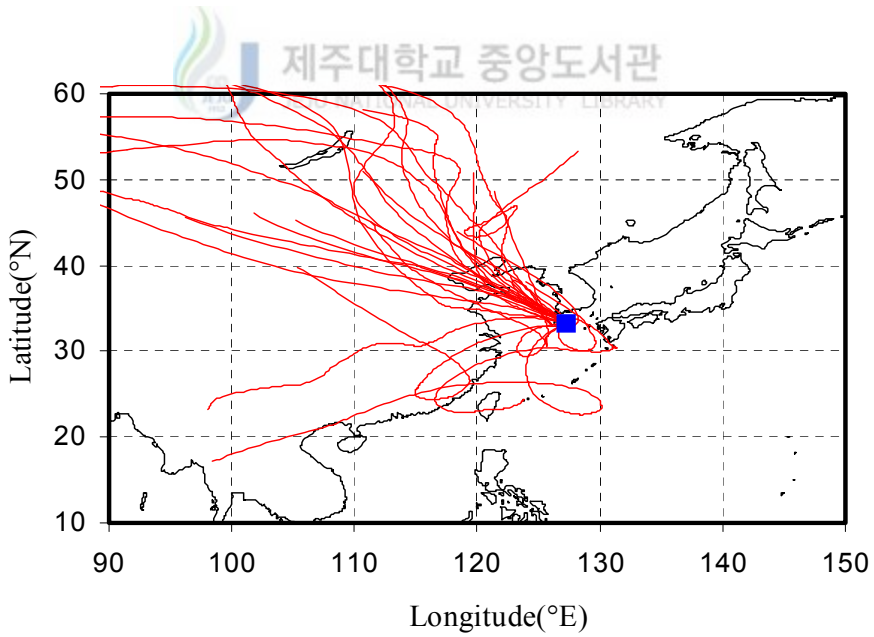 제주대학교 중앙도서관
JEJU NATIONAL UNIVERSITY LIBRARY
60
50
40
30
20
10
90 100 110 120 130 140 150
Latitude(°N)
Longitude(°E)